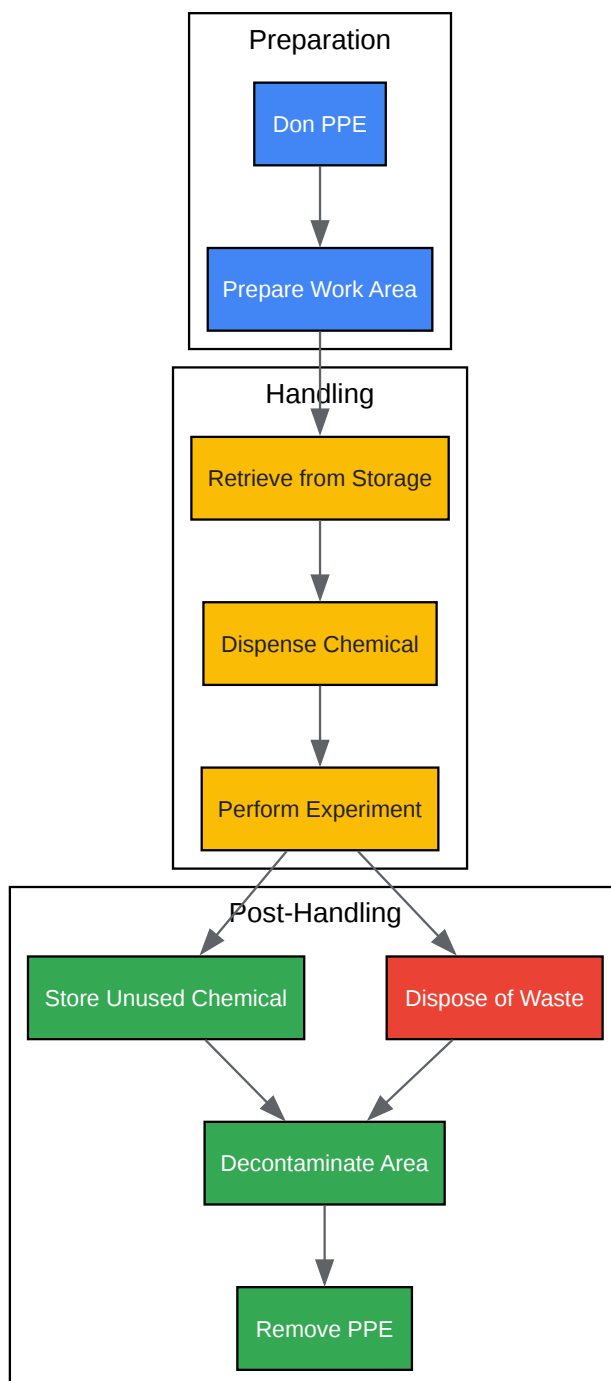 Preparation
Don PPE
Prepare Work Area
Handling
Retrieve from Storage
Dispense Chemical
Perform Experiment
Post-Handling
Store Unused Chemical
Dispose of Waste
Decontaminate Area
Remove PPE